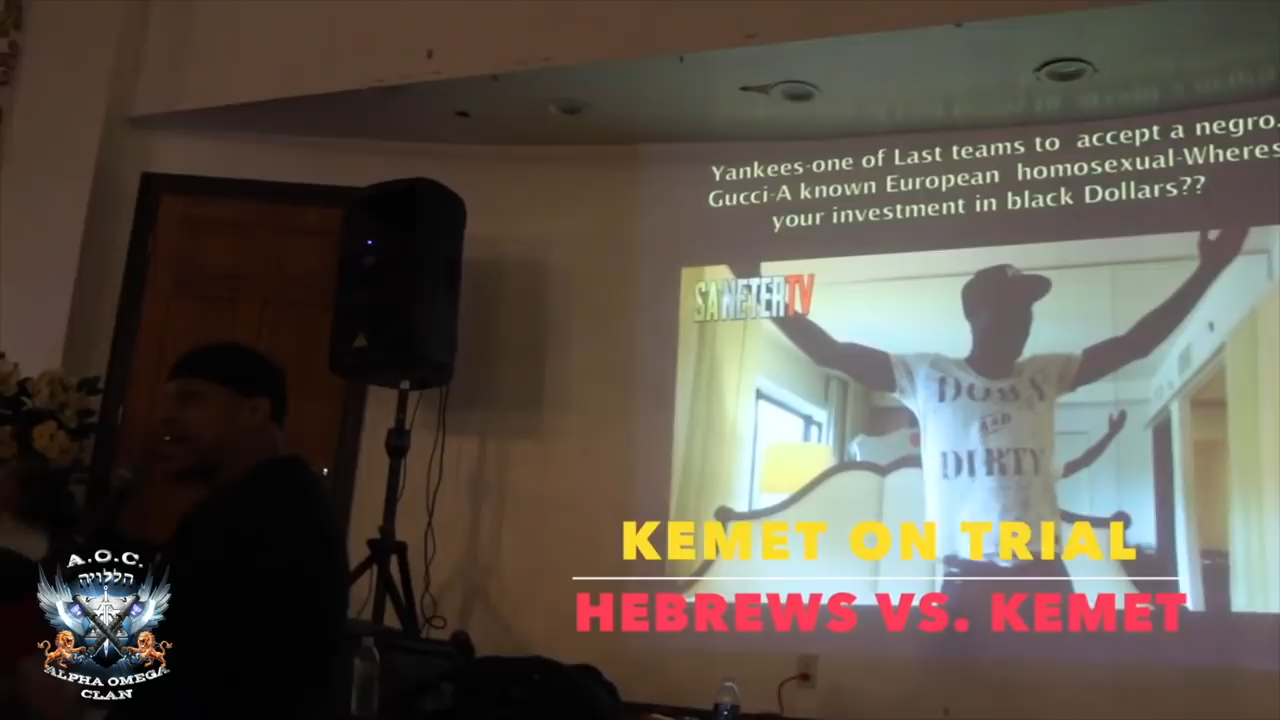 Yankees-one of Last teams to accept a negro.
Gucci-A known European homosexual-Wheres
your investment in black Dollars??
SANETERTV
DOWN
AND
DIRTY
KEMET ON TRIAL
HEBREWS VS. KEMET
A.O.C.
הללויה
ALPHA OMEGA
CLAN